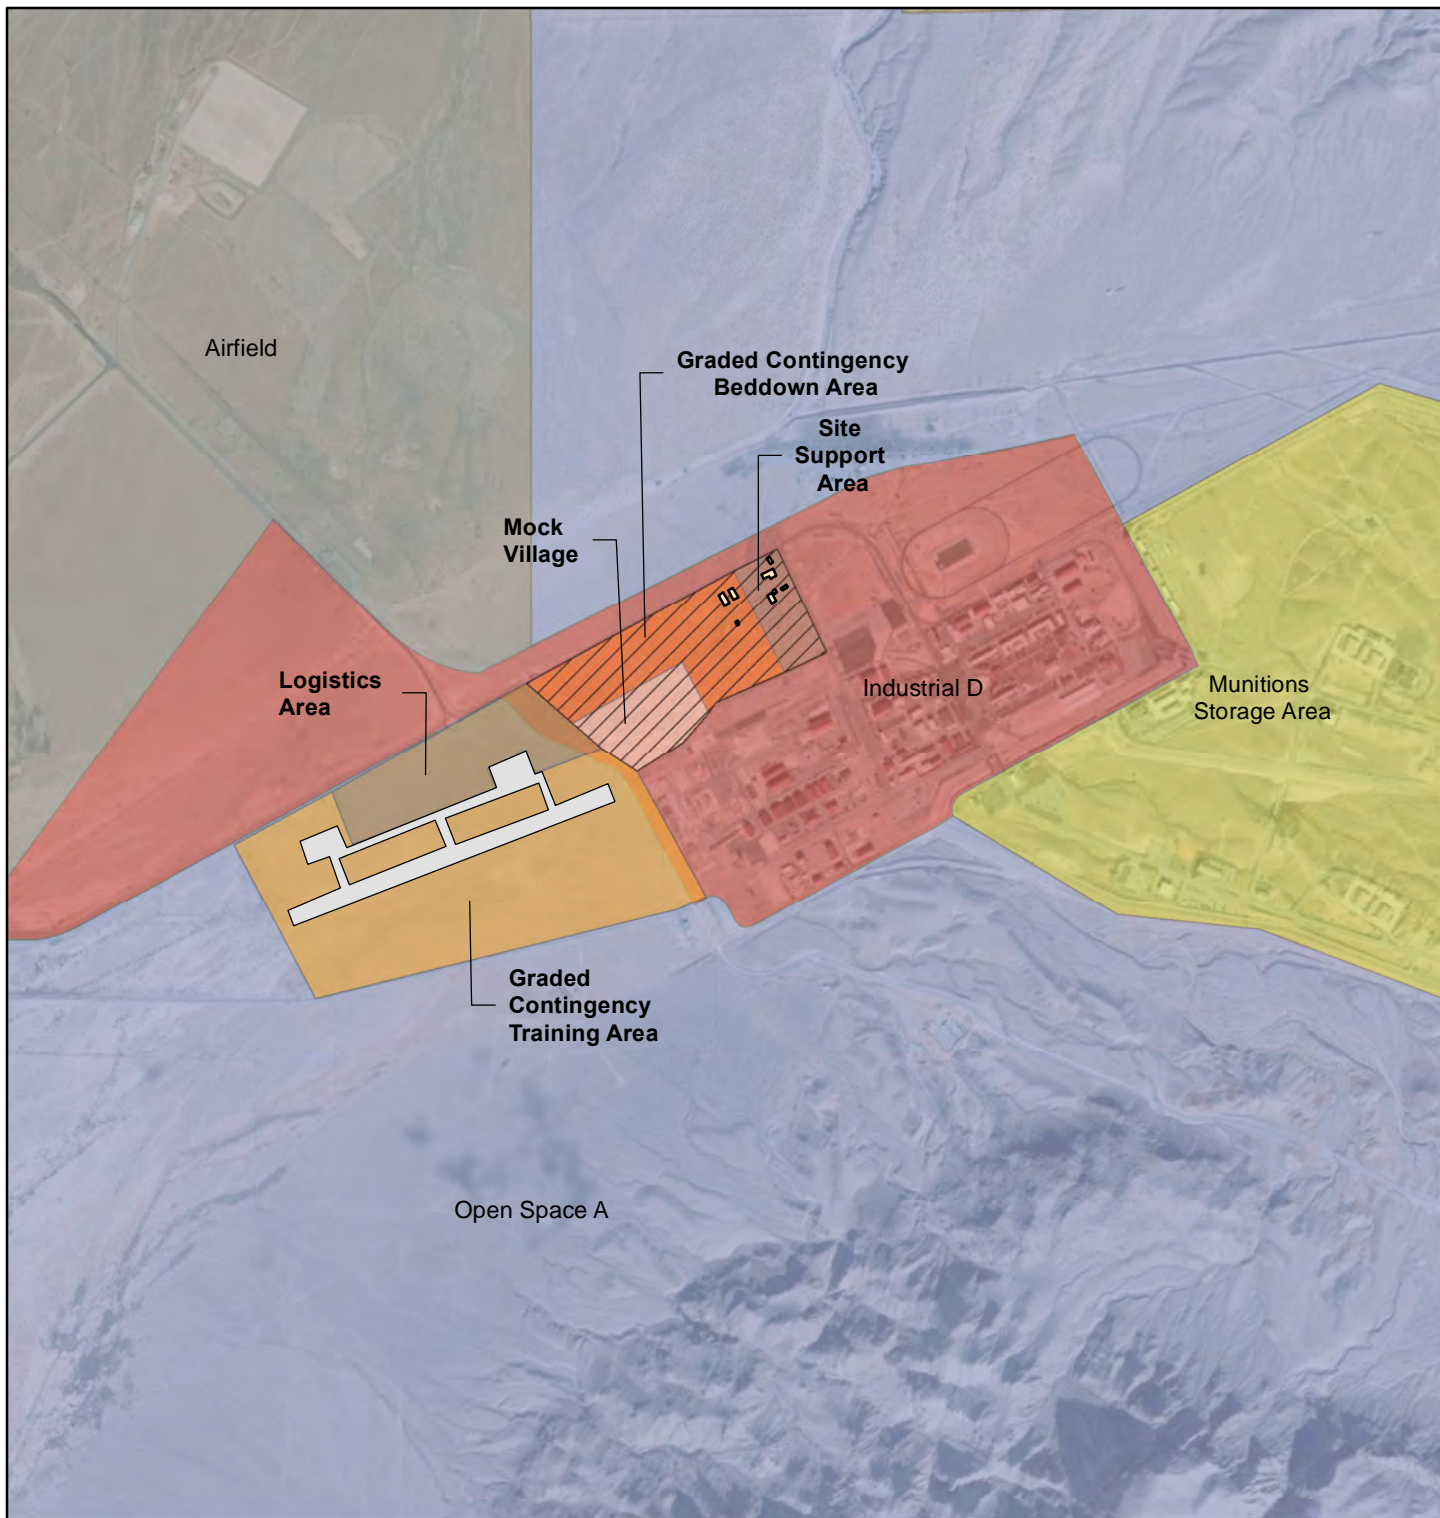 Airfield
Graded Contingency
Beddown Area
Site
Support
Area
Mock
Village
Logistics
Area
Industrial D
Munitions
Storage Area
Graded
Contingency
Training Area
Open Space A